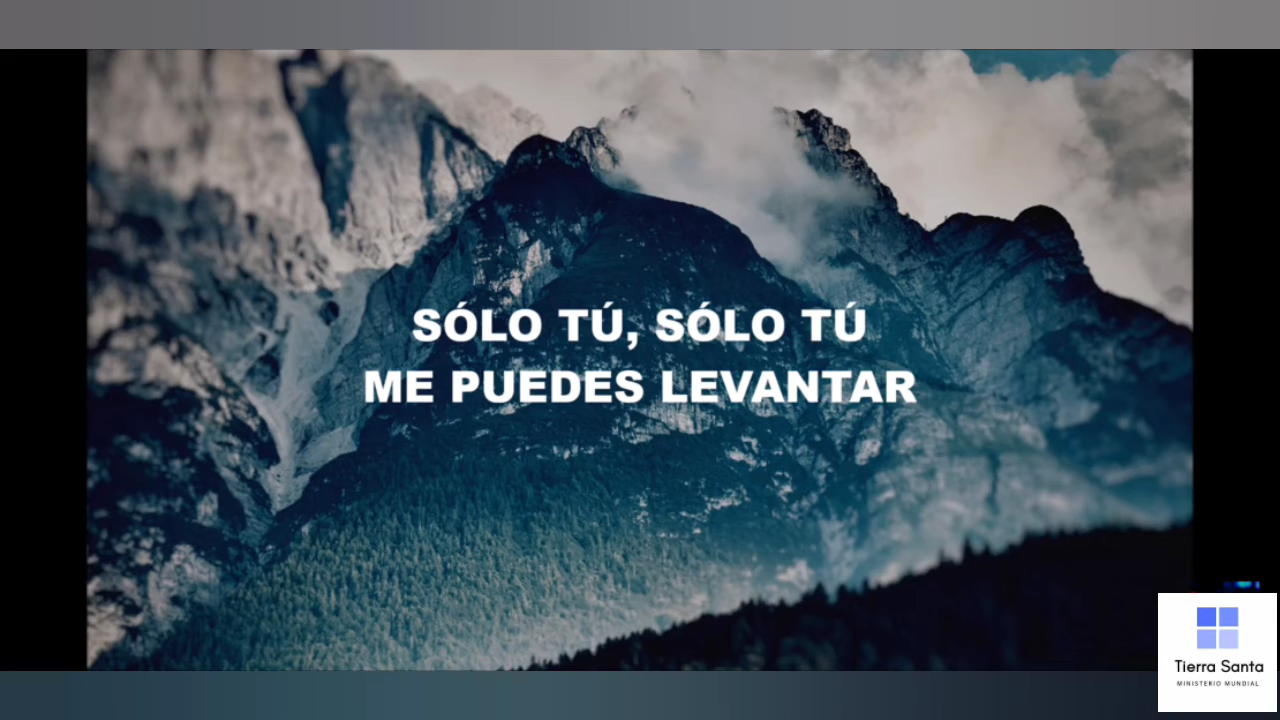 SÓLO TÚ, SÓLO TÚ
ME PUEDES LEVANTAR
Tierra Santa
MINISTERIO MUNDIAL